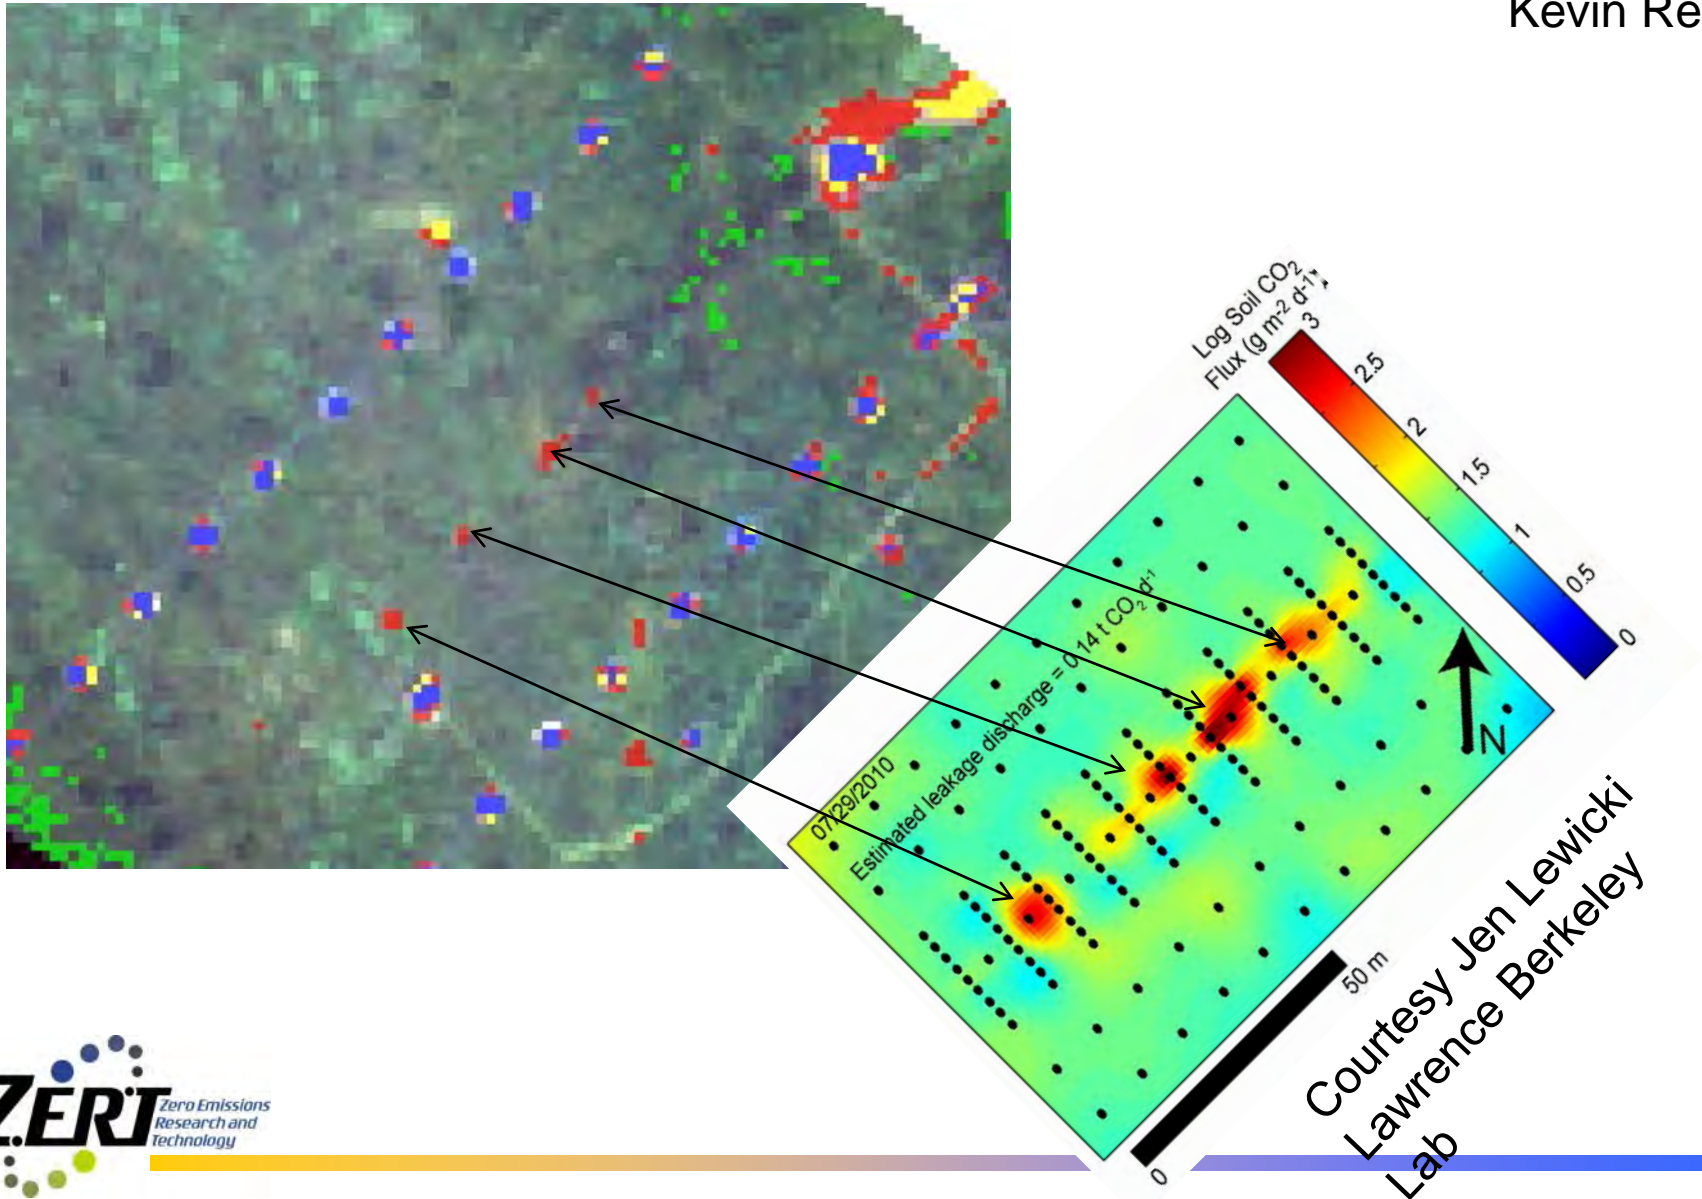 Kevin Re
Log Soil CO2
Flux (g m-2 d-1)
3
2.5
2
1.5
1
0.5
0
07/29/2010
Estimated leakage discharge = 0.14 t CO2 d-1
N
50 m
0
Courtesy Jen Lewicki
Lawrence Berkeley
Lab
ZERT
Zero Emissions
Research and
Technology